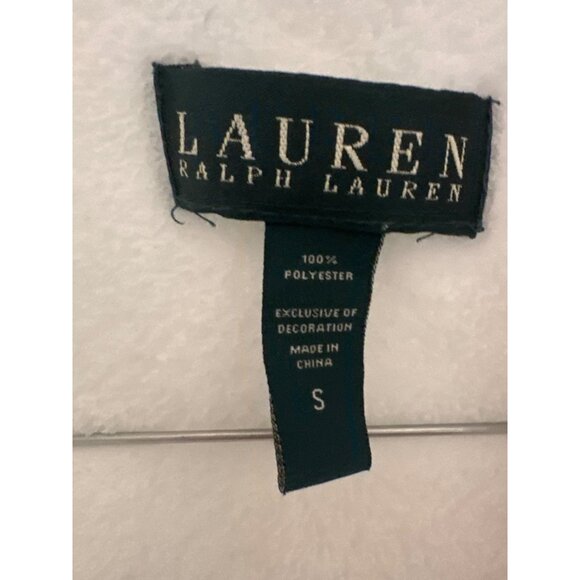 LAUREN
RALPH LAUREN
100%
POLYESTER
EXCLUSIVE OF
DECORATION
MADE IN
CHINA
S